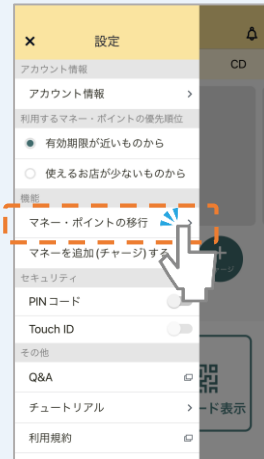 × 設定
CD
アカウント情報
アカウント情報
利用するマネー・ポイントの優先順位
有効期限が近いものから
使えるお店が少ないものから
機能
マネー・ポイントの移行
マネーを追加(チャージ)する
セキュリティ
PINコード
Touch ID
その他
Q&A
チュートリアル
ード表示
利用規約